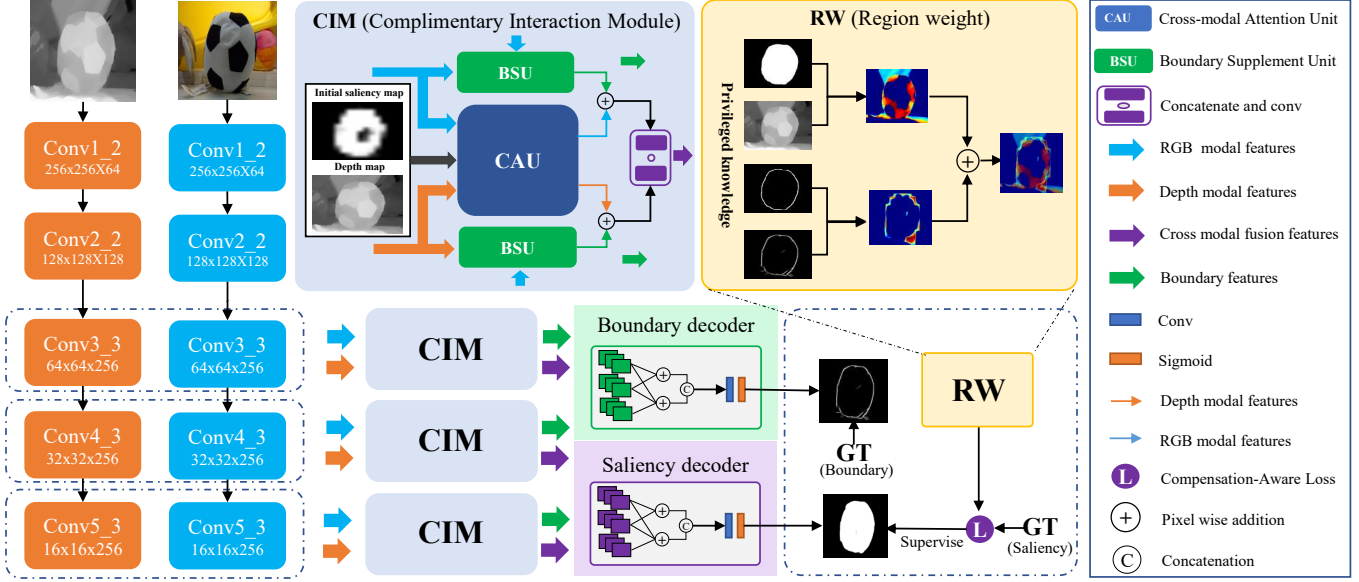 Conv1_2
256x256X64
Conv2_2
128x128X128
Conv3_3
64x64x256
Conv4_3
32x32x256
Conv5_3
16x16x256
Conv1_2
256x256X64
Conv2_2
128x128X128
Conv3_3
64x64x256
Conv4_3
32x32x256
Conv5_3
16x16x256
CIM (Complimentary Interaction Module)
Initial saliency map
Depth map
BSU
CAU
BSU
RW (Region weight)
Privileged knowledge
CIM
CIM
CIM
Boundary decoder
C
Saliency decoder
C
GT
(Boundary)
RW
L
Supervise
GT
(Saliency)
CAU
Cross-modal Attention Unit
BSU
Boundary Supplement Unit
Concatenate and conv
RGB modal features
Depth modal features
Cross modal fusion features
Boundary features
Conv
Sigmoid
Depth modal features
RGB modal features
L
Compensation-Aware Loss
Pixel wise addition
C
Concatenation